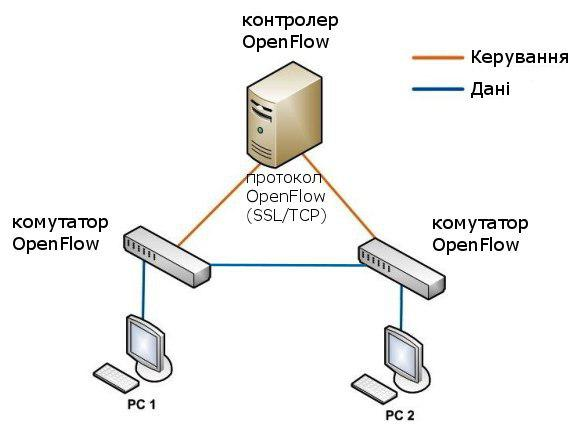 контролер
OpenFlow
Керування
Дані
протокол
OpenFlow
(SSL/TCP)
комутатор
OpenFlow
комутатор
OpenFlow
PC 1
PC 2